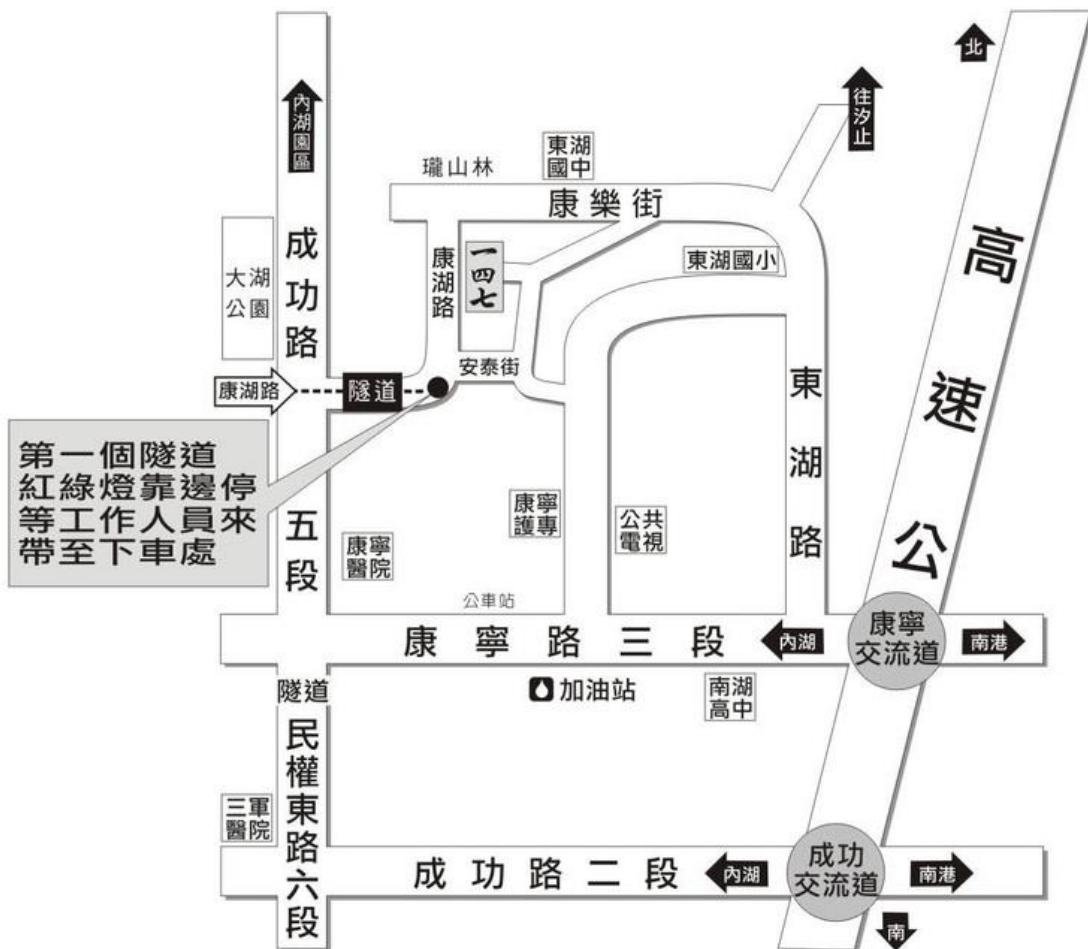 北
內湖園區
往汐止
瓏山林
東湖
國中
康樂街
成功路
大湖
公園
康湖路
一四七
東湖國小
高速公
安泰街
康湖路
隧道
東湖路
第一個隧道
紅綠燈靠邊停
等工作人員來
帶至下車處
五段
康寧
醫院
康寧
護專
公共
電視
公車站
康寧路三段
內湖
康寧
交流道
南港
隧道
加油站
南湖
高中
民權東路六段
三軍
醫院
成功路二段
內湖
成功
交流道
南港
南